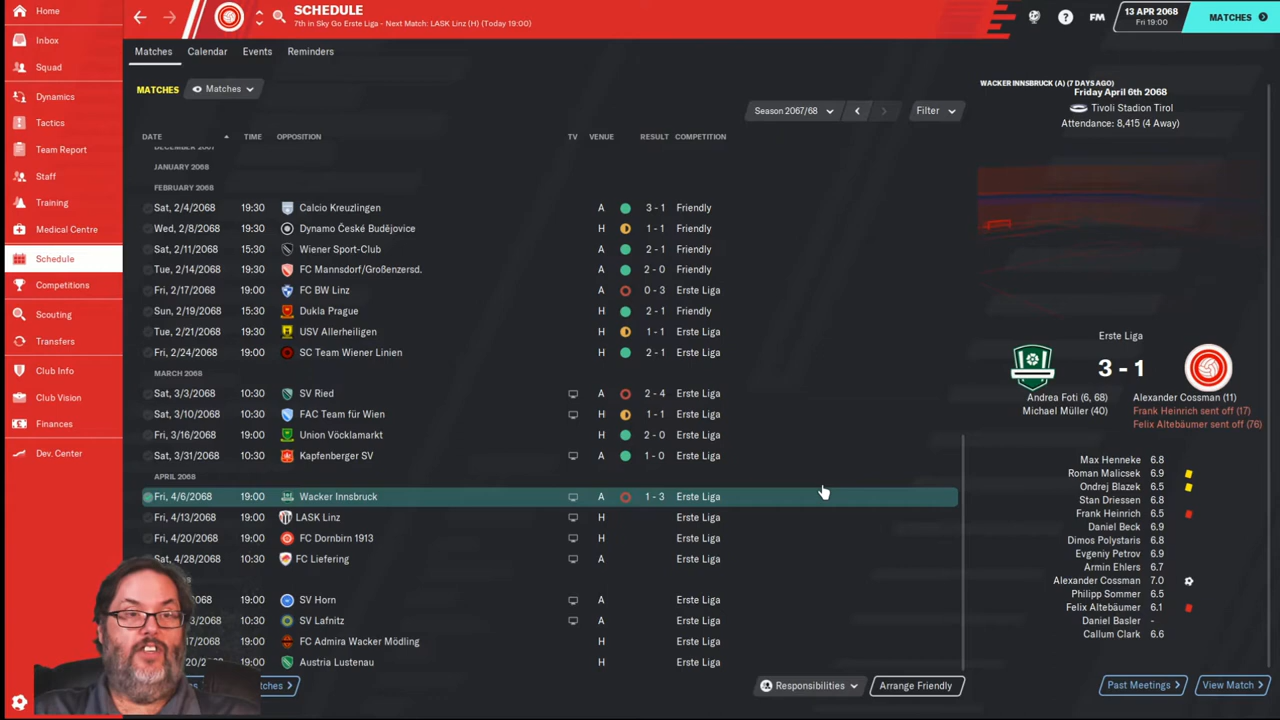 Home
Inbox
Squad
Dynamics
Tactics
Team Report
Staff
Training
Medical Centre
Schedule
Competitions
Scouting
Transfers
Club Info
Club Vision
Finances
Dev. Center
SCHEDULE
7th in Sky Go Erste Liga - Next Match: LASK Linz (H) (Today 19:00)
? FM
13 APR 2068
Fri 19:00
MATCHES
Matches Calendar Events Reminders
MATCHES Matches
Season 2067/68 Filter
DATE TIME OPPOSITION TV VENUE RESULT COMPETITION
JANUARY 2068
FEBRUARY 2068
Sat, 2/4/2068 19:30 Calcio Kreuzlingen A 3 - 1 Friendly
Wed, 2/8/2068 19:30 Dynamo České Budějovice H 1 - 1 Friendly
Sat, 2/11/2068 15:30 Wiener Sport-Club A 2 - 1 Friendly
Tue, 2/14/2068 19:30 FC Mannsdorf/Großenzersd. A 2 - 0 Friendly
Fri, 2/17/2068 19:00 FC BW Linz A 0 - 3 Erste Liga
Sun, 2/19/2068 15:30 Dukla Prague H 2 - 1 Friendly
Tue, 2/21/2068 19:30 USV Allerheiligen H 1 - 1 Erste Liga
Fri, 2/24/2068 19:00 SC Team Wiener Linien H 2 - 1 Erste Liga
MARCH 2068
Sat, 3/3/2068 10:30 SV Ried A 2 - 4 Erste Liga
Sat, 3/10/2068 10:30 FAC Team für Wien H 1 - 1 Erste Liga
Fri, 3/16/2068 19:00 Union Vöcklamarkt H 2 - 0 Erste Liga
Sat, 3/31/2068 10:30 Kapfenberger SV A 1 - 0 Erste Liga
APRIL 2068
Fri, 4/6/2068 19:00 Wacker Innsbruck A 1 - 3 Erste Liga
Fri, 4/13/2068 19:00 LASK Linz H Erste Liga
Fri, 4/20/2068 19:00 FC Dornbirn 1913 H Erste Liga
Sat, 4/28/2068 10:30 FC Liefering A Erste Liga
19:00 SV Horn A Erste Liga
10:30 SV Lafnitz A Erste Liga
19:00 FC Admira Wacker Mödling H Erste Liga
19:00 Austria Lustenau H Erste Liga
Responsibilities Arrange Friendly
WACKER INNSBRUCK (A) (7 DAYS AGO)
Friday April 6th 2068
Tivoli Stadion Tirol
Attendance: 8,415 (4 Away)
Erste Liga
3 - 1
Andrea Foti (6, 68) Alexander Cossman (11)
Michael Müller (40) Frank Heinrich sent off (17)
Felix Altebäumer sent off (76)
Max Henneke 6.8
Roman Malicsek 6.9
Ondrej Blazek 6.5
Stan Driessen 6.8
Frank Heinrich 6.5
Daniel Beck 6.9
Dimos Polystaris 6.8
Evgeniy Petrov 6.9
Armin Ehlers 6.7
Alexander Cossman 7.0
Philipp Sommer 6.5
Felix Altebäumer 6.1
Daniel Basler -
Callum Clark 6.6
Past Meetings View Match